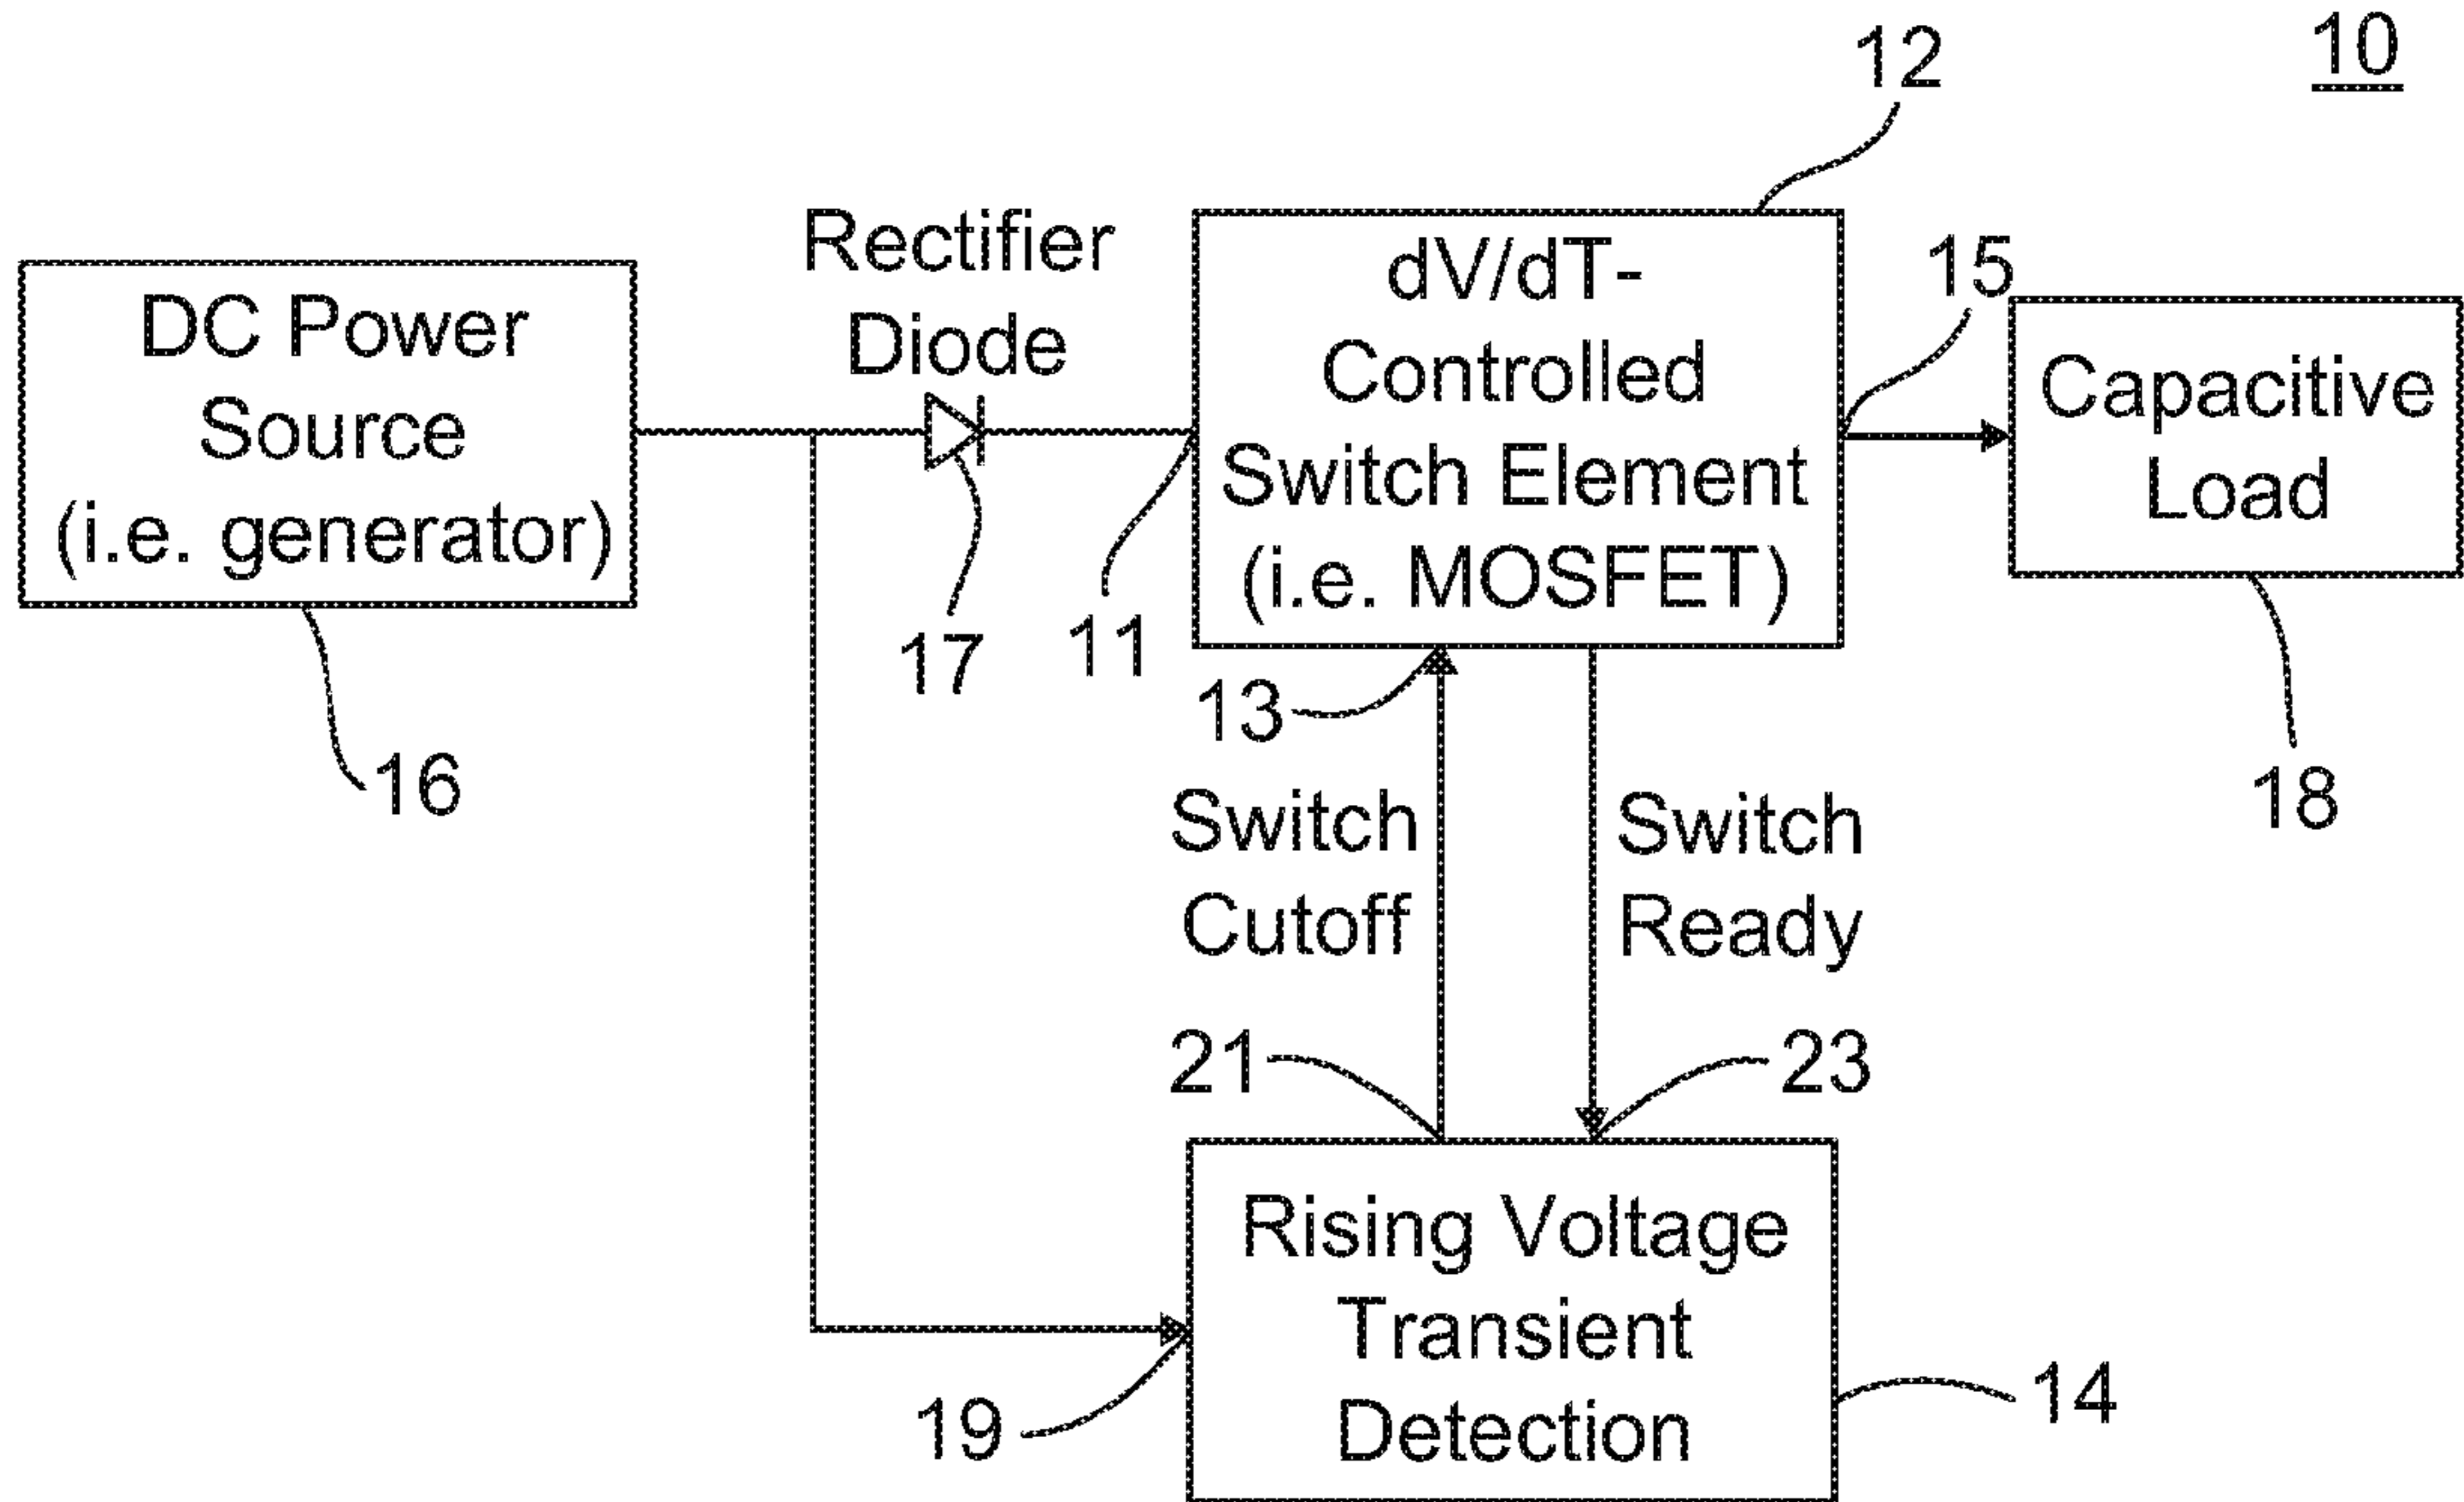 10
12
DC Power
Source
(i.e. generator)
16
Rectifier
Diode
17
11
dV/dT-
Controlled
Switch Element
(i.e. MOSFET)
15
Capacitive
Load
18
13
Switch
Cutoff
Switch
Ready
21
23
19
Rising Voltage
Transient
Detection
14